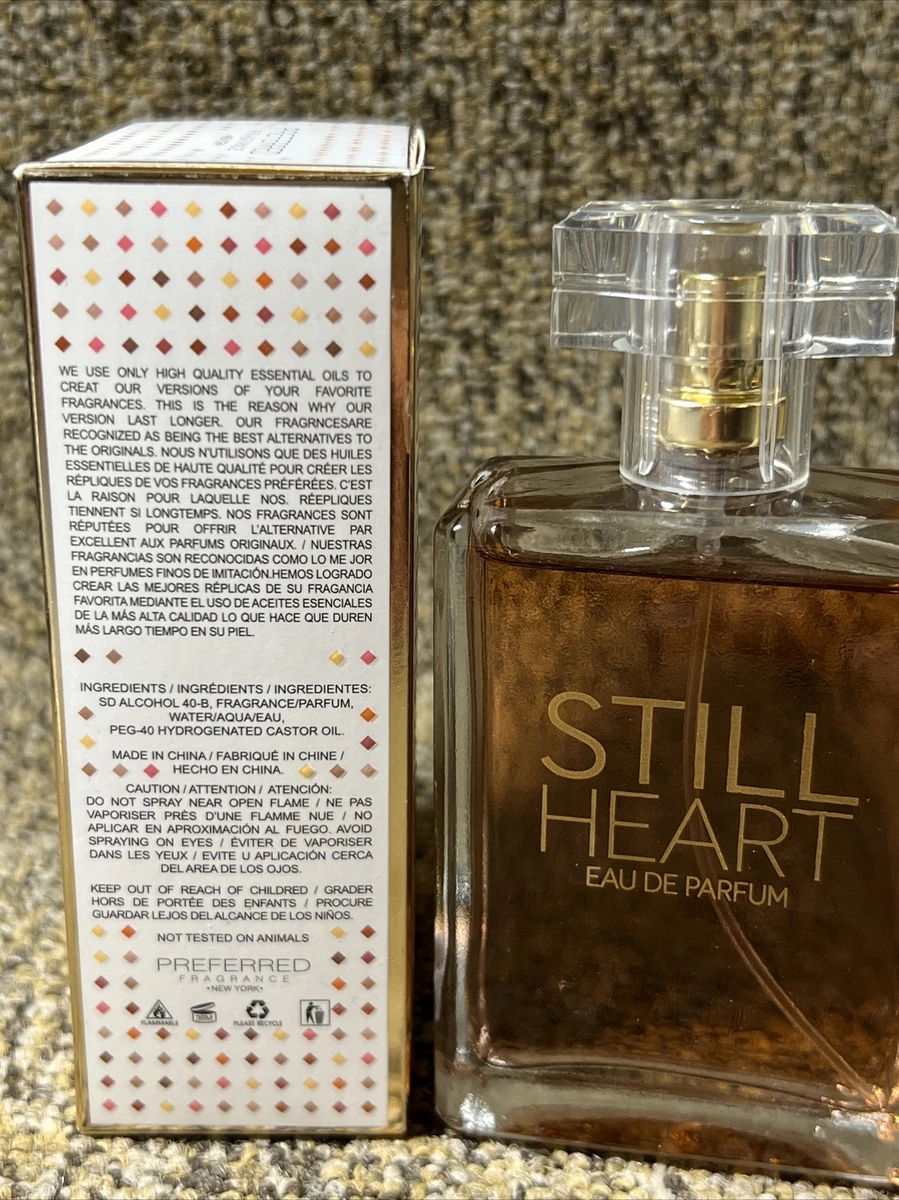 WE USE ONLY HIGH QUALITY ESSENTIAL OILS TO
CREAT OUR VERSIONS OF YOUR FAVORITE
FRAGRANCES. THIS IS THE REASON WHY OUR
VERSION LAST LONGER. OUR FRAGRNCESARE
RECOGNIZED AS BEING THE BEST ALTERNATIVES TO
THE ORIGINALS. NOUS N'UTILISONS QUE DES HUILES
ESSENTIELLES DE HAUTE QUALITÉ POUR CRÉER LES
RÉPLIQUES DE VOS FRAGRANCES PRÉFÉRÉES. C'EST
LA RAISON POUR LAQUELLE NOS. RÉEPLIQUES
TIENNENT SI LONGTEMPS. NOS FRAGRANCES SONT
RÉPUTÉES POUR OFFRIR L'ALTERNATIVE PAR
EXCELLENT AUX PARFUMS ORIGINAUX. / NUESTRAS
FRAGRANCIAS SON RECONOCIDAS COMO LO ME JOR
EN PERFUMES FINOS DE IMITACIÓN.HEMOS LOGRADO
CREAR LAS MEJORES RÉPLICAS DE SU FRAGANCIA
FAVORITA MEDIANTE EL USO DE ACEITES ESENCIALES
DE LA MÁS ALTA CALIDAD LO QUE HACE QUE DUREN
MÁS LARGO TIEMPO EN SU PIEL.
INGREDIENTS / INGRÉDIENTS / INGREDIENTES:
SD ALCOHOL 40-B, FRAGRANCE/PARFUM,
WATER/AQUA/EAU,
PEG-40 HYDROGENATED CASTOR OIL.
MADE IN CHINA / FABRIQUÉ IN CHINE /
HECHO EN CHINA.
CAUTION / ATTENTION / ATENCIÓN:
DO NOT SPRAY NEAR OPEN FLAME / NE PAS
VAPORISER PRÈS D'UNE FLAMME NUE / NO
APLICAR EN APROXIMACIÓN AL FUEGO. AVOID
SPRAYING ON EYES / ÉVITER DE VAPORISER
DANS LES YEUX / EVITE U APLICACIÓN CERCA
DEL AREA DE LOS OJOS.
KEEP OUT OF REACH OF CHILDRED / GRADER
HORS DE PORTÉE DES ENFANTS / PROCURE
GUARDAR LEJOS DEL ALCANCE DE LOS NIÑOS.
NOT TESTED ON ANIMALS
PREFERRED
FRAGRANCE
•NEW YORK•
FLAMMABLE 36M PLEASE RECYCLE
STILL
HEART
EAU DE PARFUM